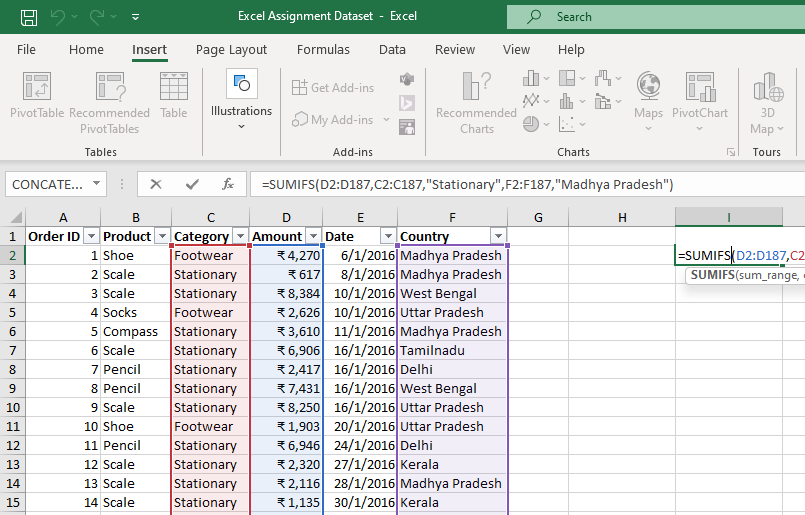 Excel Assignment Dataset - Excel
Search
File Home Insert Page Layout Formulas Data Review View Help
PivotTable Recommended PivotTables Table
Illustrations
Get Add-ins
My Add-ins
Recommended Charts
Maps PivotChart
3D Map
Tables Add-ins Charts Tours
CONCATE... fx =SUMIFS(D2:D187,C2:C187,"Stationary",F2:F187,"Madhya Pradesh")
A B C D E F G H I
1 Order ID Product Category Amount Date Country
2 1 Shoe Footwear ₹ 4,270 6/1/2016 Madhya Pradesh =SUMIFS(D2:D187,C2
3 2 Scale Stationary ₹ 617 8/1/2016 Madhya Pradesh SUMIFS(sum_range,
4 3 Scale Stationary ₹ 8,384 10/1/2016 West Bengal
5 4 Socks Footwear ₹ 2,626 10/1/2016 Uttar Pradesh
6 5 Compass Stationary ₹ 3,610 11/1/2016 Madhya Pradesh
7 6 Scale Stationary ₹ 6,906 16/1/2016 Tamilnadu
8 7 Pencil Stationary ₹ 2,417 16/1/2016 Delhi
9 8 Pencil Stationary ₹ 7,431 16/1/2016 West Bengal
10 9 Scale Stationary ₹ 8,250 16/1/2016 Uttar Pradesh
11 10 Shoe Footwear ₹ 1,903 20/1/2016 Uttar Pradesh
12 11 Pencil Stationary ₹ 6,946 24/1/2016 Delhi
13 12 Scale Stationary ₹ 2,320 27/1/2016 Kerala
14 13 Scale Stationary ₹ 2,116 28/1/2016 Madhya Pradesh
15 14 Scale Stationary ₹ 1,135 30/1/2016 Kerala